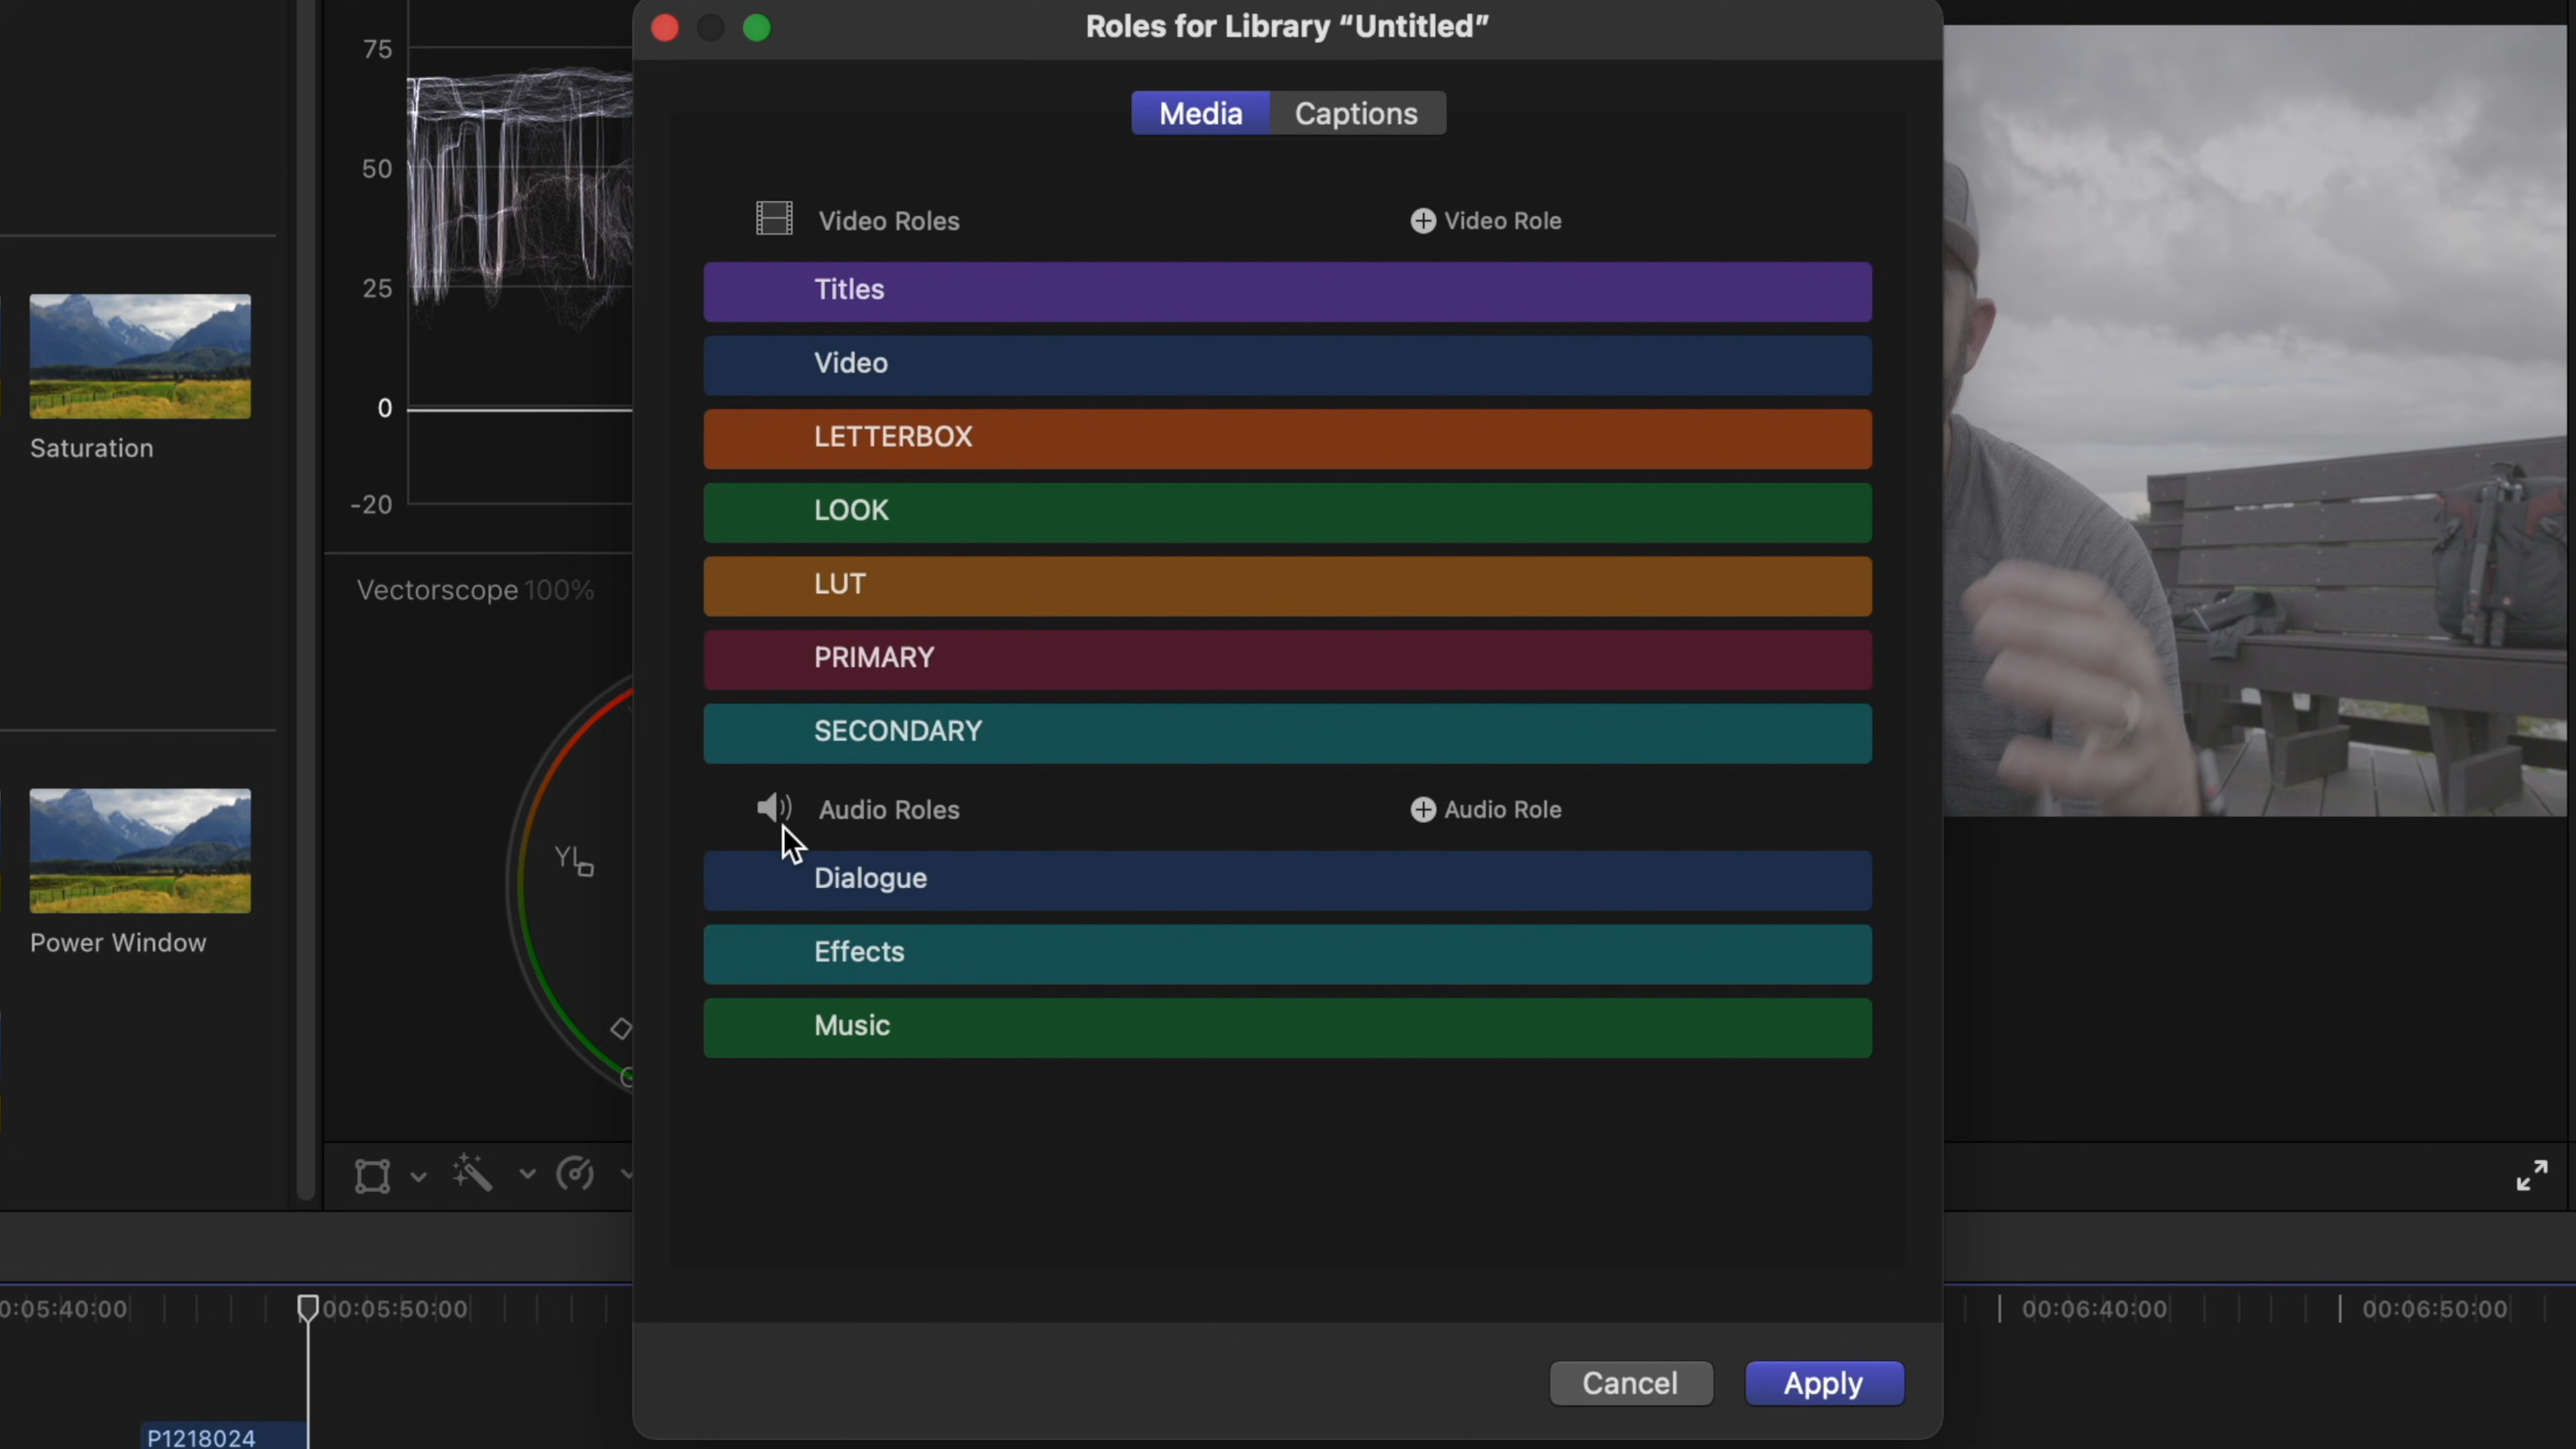 Roles for Library “Untitled”
Media
Captions
Video Roles
Video Role
Titles
Video
LETTERBOX
LOOK
LUT
PRIMARY
SECONDARY
Audio Roles
Audio Role
Dialogue
Effects
Music
Cancel
Apply
75
50
25
0
-20
Saturation
Vectorscope 100%
YL
Power Window
0:05:40:00
00:05:50:00
00:06:40:00
00:06:50:00
P1218024